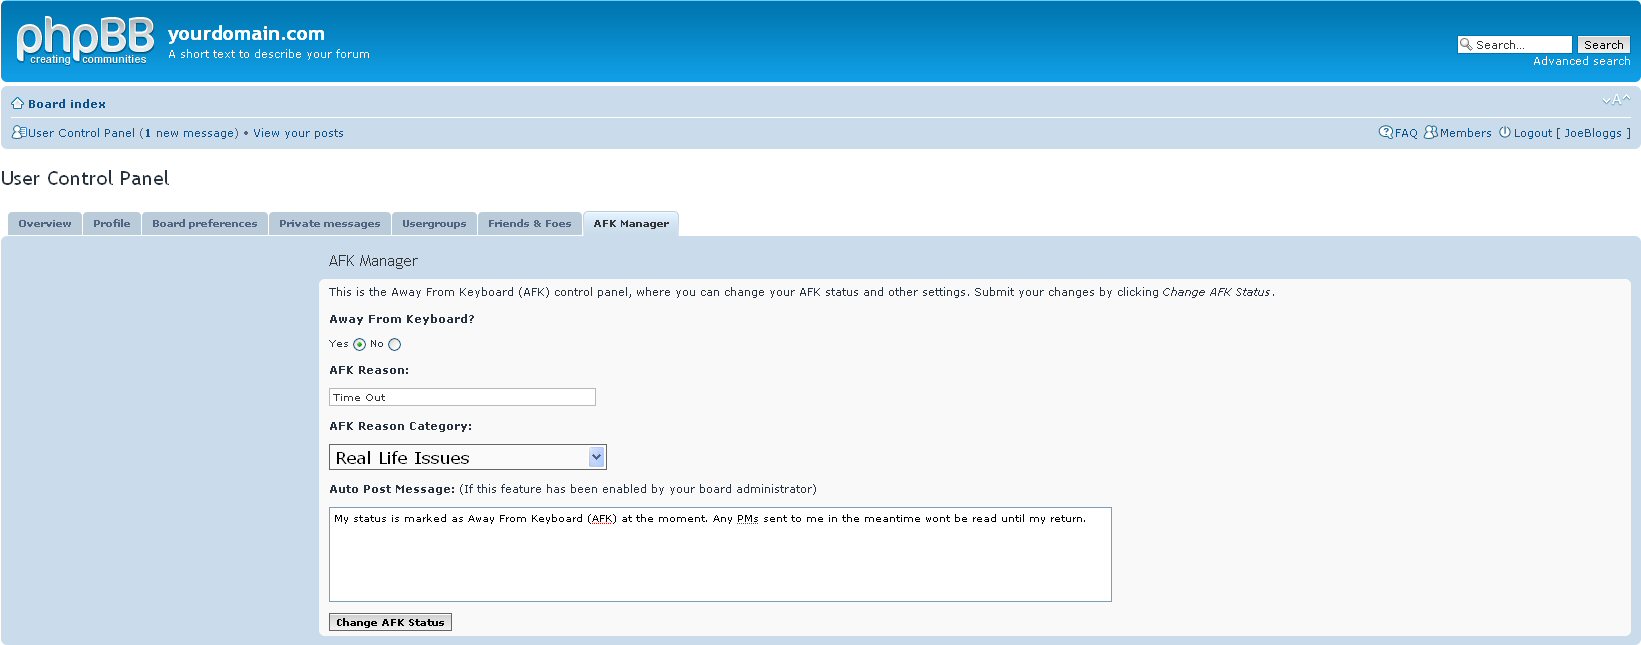 phpBB
creating communities
yourdomain.com
A short text to describe your forum
Search...
Search
Advanced search
Board index
A
User Control Panel (1 new message) • View your posts
FAQ Members Logout [ JoeBloggs ]
User Control Panel
Overview Profile Board preferences Private messages Usergroups Friends & Foes AFK Manager
AFK Manager
This is the Away From Keyboard (AFK) control panel, where you can change your AFK status and other settings. Submit your changes by clicking Change AFK Status.
Away From Keyboard?
Yes No
AFK Reason:
Time Out
AFK Reason Category:
Real Life Issues
Auto Post Message: (If this feature has been enabled by your board administrator)
My status is marked as Away From Keyboard (AFK) at the moment. Any PMs sent to me in the meantime wont be read until my return.
Change AFK Status